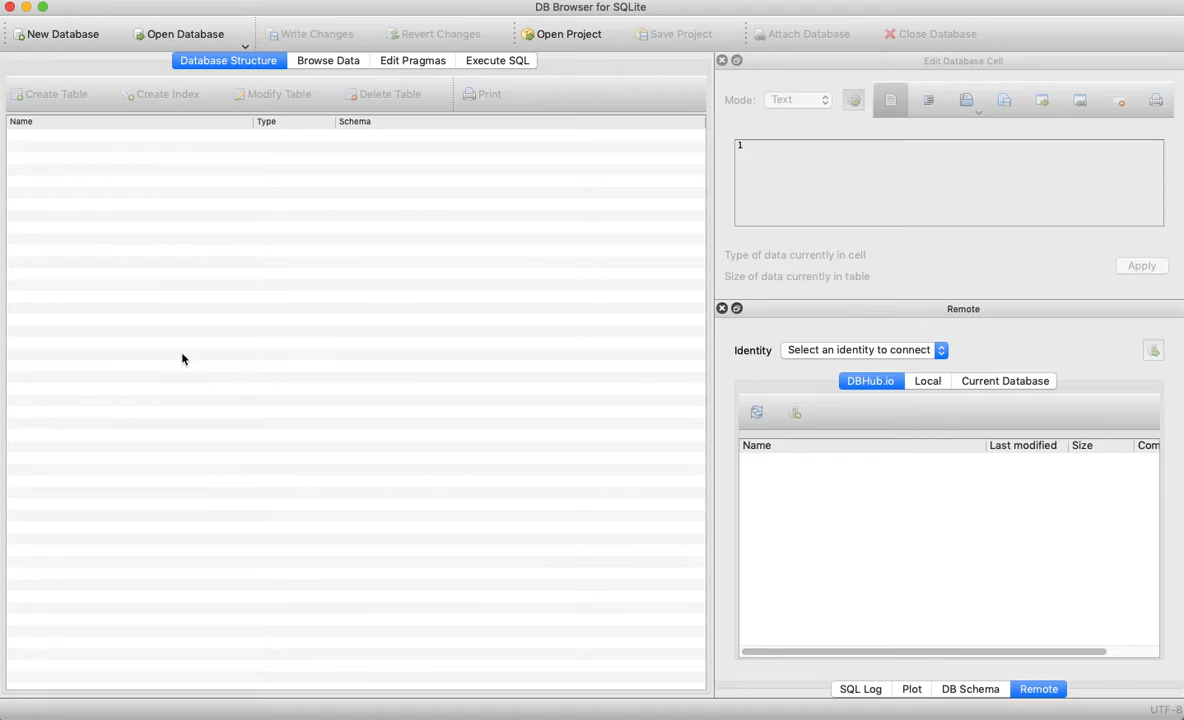 DB Browser for SQLite
New Database Open Database Write Changes Revert Changes Open Project Save Project Attach Database Close Database
Database Structure Browse Data Edit Pragmas Execute SQL
Create Table Create Index Modify Table Delete Table Print
Name Type Schema
Edit Database Cell
Mode: Text
1
Type of data currently in cell
Size of data currently in table
Apply
Remote
Identity Select an identity to connect
DBHub.io Local Current Database
Name Last modified Size Com
SQL Log Plot DB Schema Remote
UTF-8